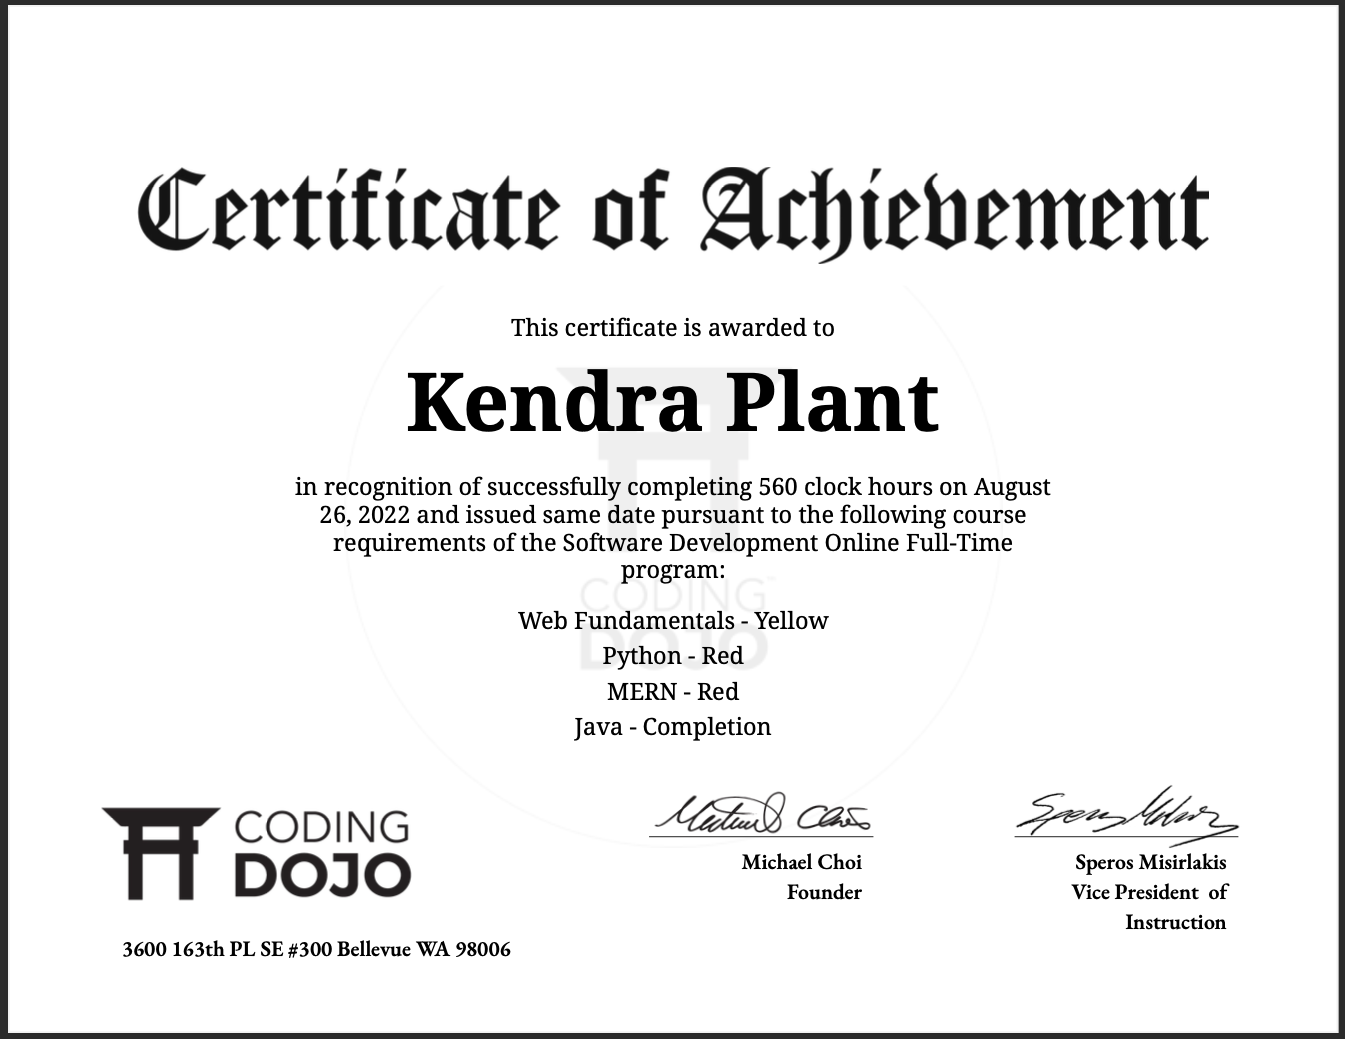 Certificate of Achievement
This certificate is awarded to
Kendra Plant
in recognition of successfully completing 560 clock hours on August
26, 2022 and issued same date pursuant to the following course
requirements of the Software Development Online Full-Time
program:
CODING
DOJO
Web Fundamentals - Yellow
Python - Red
MERN - Red
Java - Completion
CODING
DOJO
3600 163th PL SE #300 Bellevue WA 98006
Michael Choi
Founder
Speros Misirlakis
Vice President of
Instruction